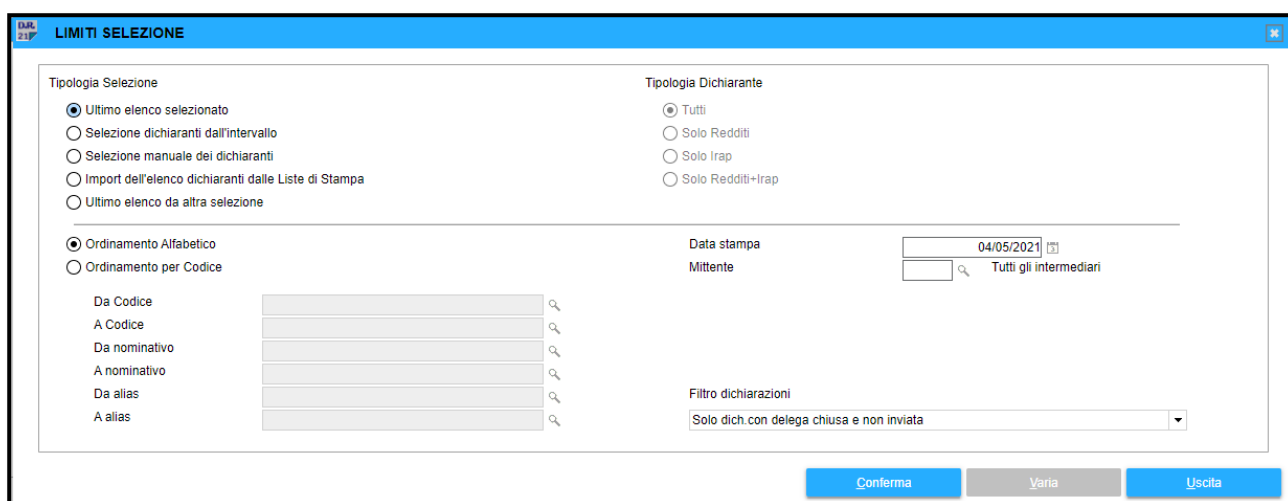 D.R.
21
LIMITI SELEZIONE
Tipologia Selezione
Ultimo elenco selezionato
Selezione dichiaranti dall'intervallo
Selezione manuale dei dichiaranti
Import dell'elenco dichiaranti dalle Liste di Stampa
Ultimo elenco da altra selezione
Tipologia Dichiarante
Tutti
Solo Redditi
Solo Irap
Solo Redditi+Irap
Ordinamento Alfabetico
Ordinamento per Codice
Data stampa 04/05/2021
Mittente Tutti gli intermediari
Da Codice
A Codice
Da nominativo
A nominativo
Da alias
A alias
Filtro dichiarazioni
Solo dich.con delega chiusa e non inviata
Conferma Varia Uscita